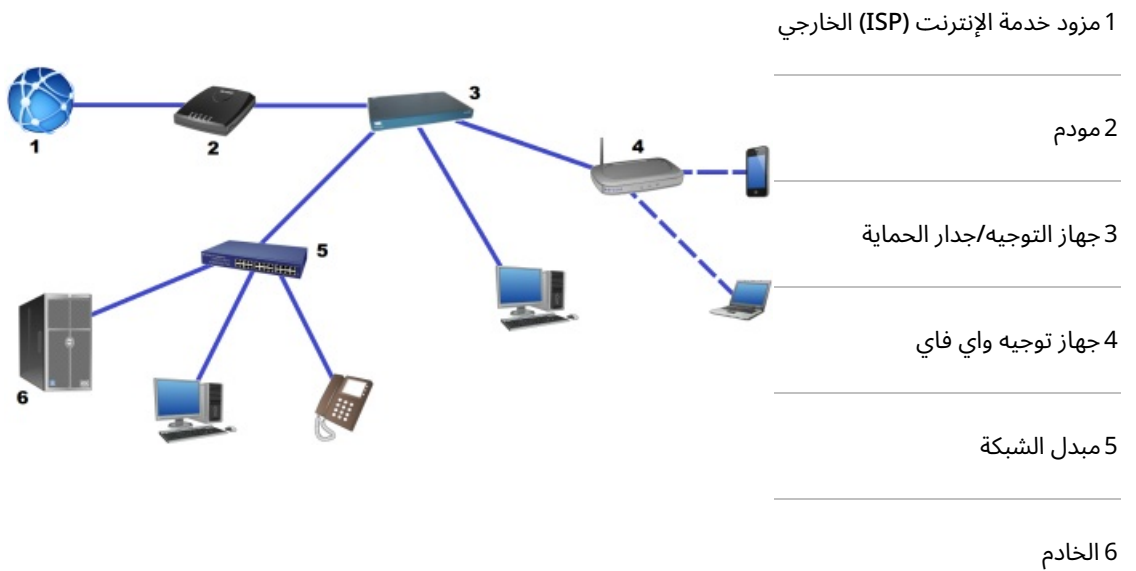 1 مزود خدمة الإنترنت (ISP) الخارجي
2 مودم
3 جهاز التوجيه/جدار الحماية
4 جهاز توجيه واي فاي
5 مبدل الشبكة
6 الخادم
1
2
3
4
5
6